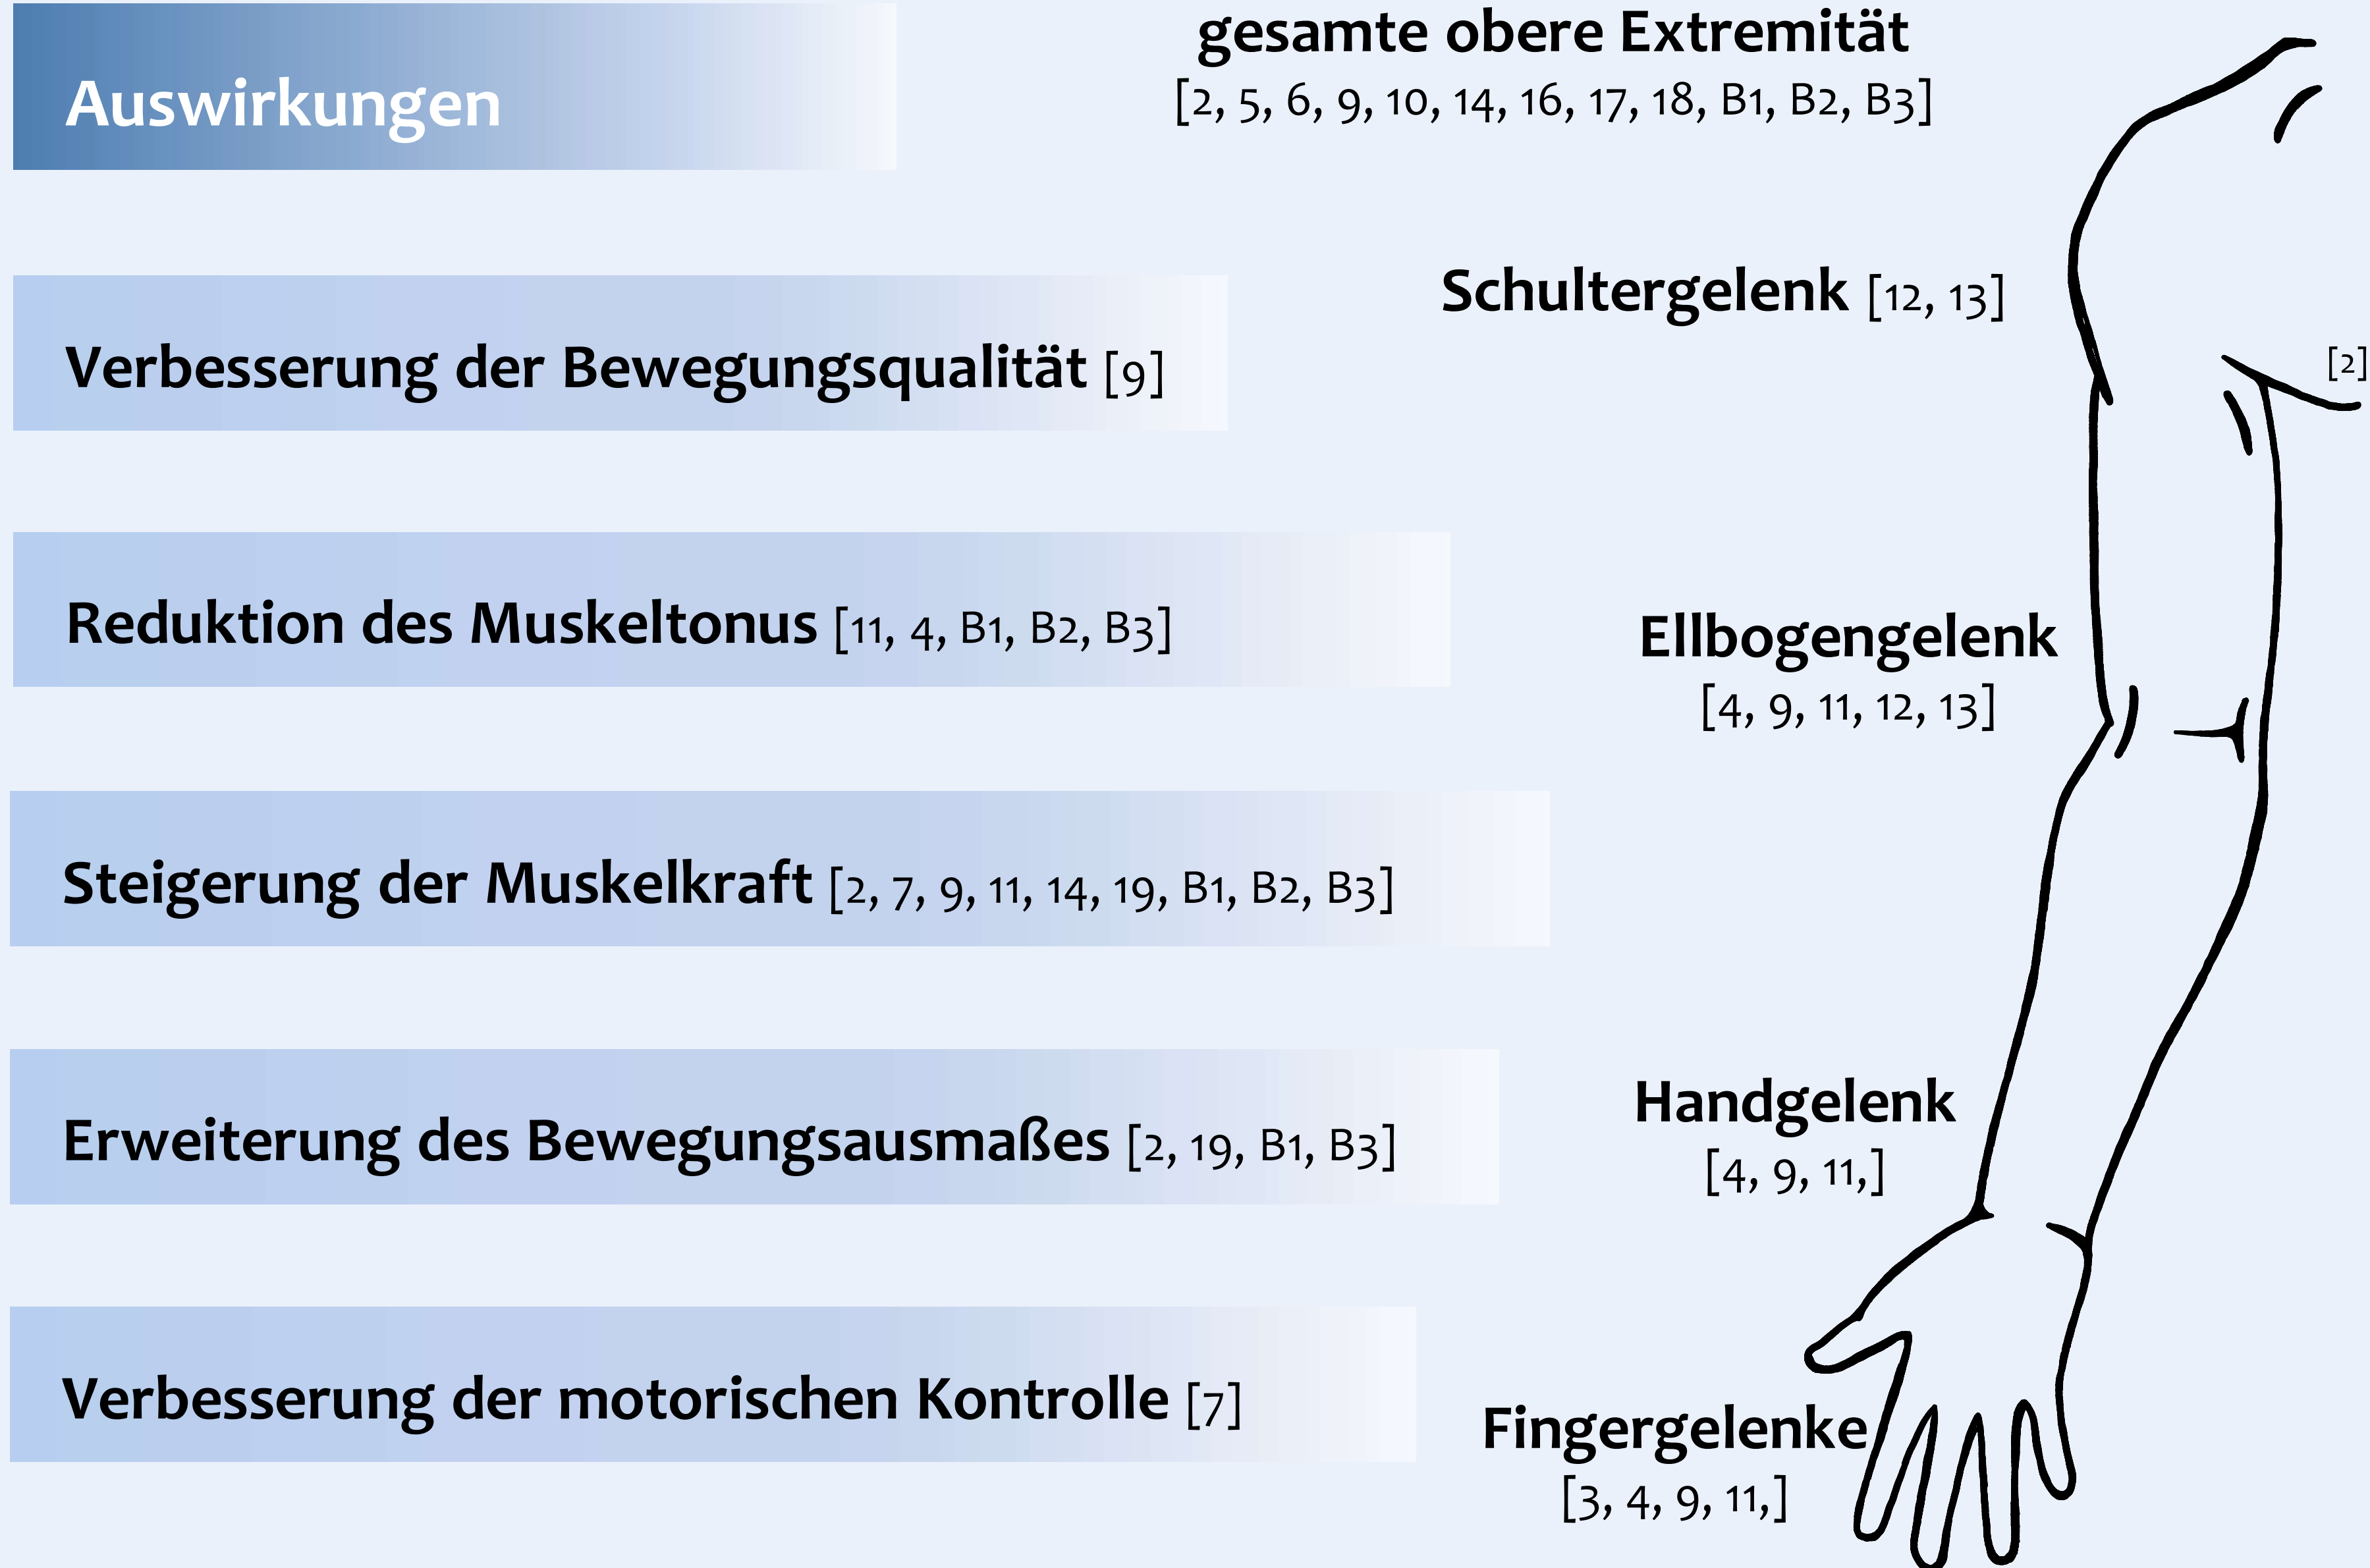 Auswirkungen
Verbesserung der Bewegungsqualität [9]
Reduktion des Muskeltonus [11, 4, B1, B2, B3]
Steigerung der Muskelkraft [2, 7, 9, 11, 14, 19, B1, B2, B3]
Erweiterung des Bewegungsausmaßes [2, 19, B1, B3]
Verbesserung der motorischen Kontrolle [7]
gesamte obere Extremität
[2, 5, 6, 9, 10, 14, 16, 17, 18, B1, B2, B3]
Schultergelenk [12, 13]
[2]
Ellbogengelenk
[4, 9, 11, 12, 13]
Handgelenk
[4, 9, 11,]
Fingergelenke
[3, 4, 9, 11,]